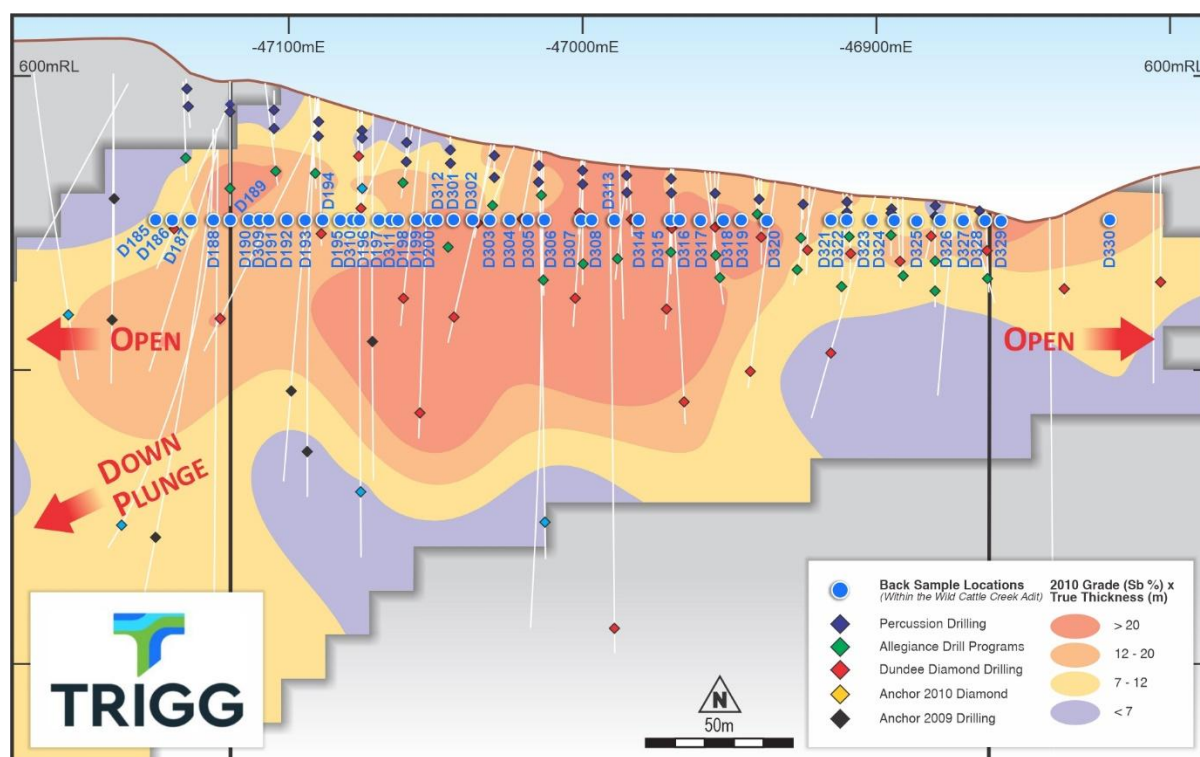 -47100mE
-47000mE
-46900mE
600mRL
600mRL
D185
D186
D187
D188
D189
D190
D309
D191
D192
D193
D194
D195
D310
D196
D197
D311
D198
D199
D200
D312
D301
D302
D303
D304
D305
D306
D307
D308
D313
D314
D315
D316
D317
D318
D319
D320
D321
D322
D323
D324
D325
D326
D327
D328
D329
D330
OPEN
OPEN
DOWN
PLUNGE
TRIGG
N
50m
Back Sample Locations
(Within the Wild Cattle Creek Adit)
Percussion Drilling
Allegiance Drill Programs
Dundee Diamond Drilling
Anchor 2010 Diamond
Anchor 2009 Drilling
2010 Grade (Sb %) x
True Thickness (m)
> 20
12 - 20
7 - 12
< 7